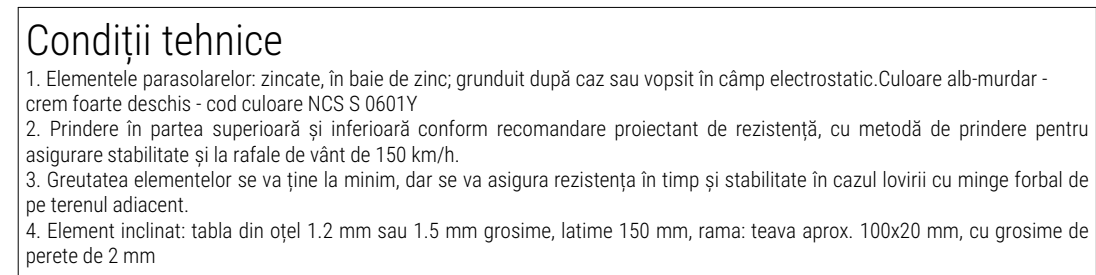 Condiții tehnice
1. Elementele parasolarelor: zincate, în baie de zinc; grunduit după caz sau vopsit în câmp electrostatic.Culoare alb-murdar -
crem foarte deschis - cod culoare NCS S 0601Y
2. Prindere în partea superioară și inferioară conform recomandare proiectant de rezistență, cu metodă de prindere pentru
asigurare stabilitate și la rafale de vânt de 150 km/h.
3. Greutatea elementelor se va ține la minim, dar se va asigura rezistența în timp și stabilitate în cazul lovirii cu minge forbal de
pe terenul adiacent.
4. Element inclinat: tabla din oțel 1.2 mm sau 1.5 mm grosime, latime 150 mm, rama: teava aprox. 100x20 mm, cu grosime de
perete de 2 mm